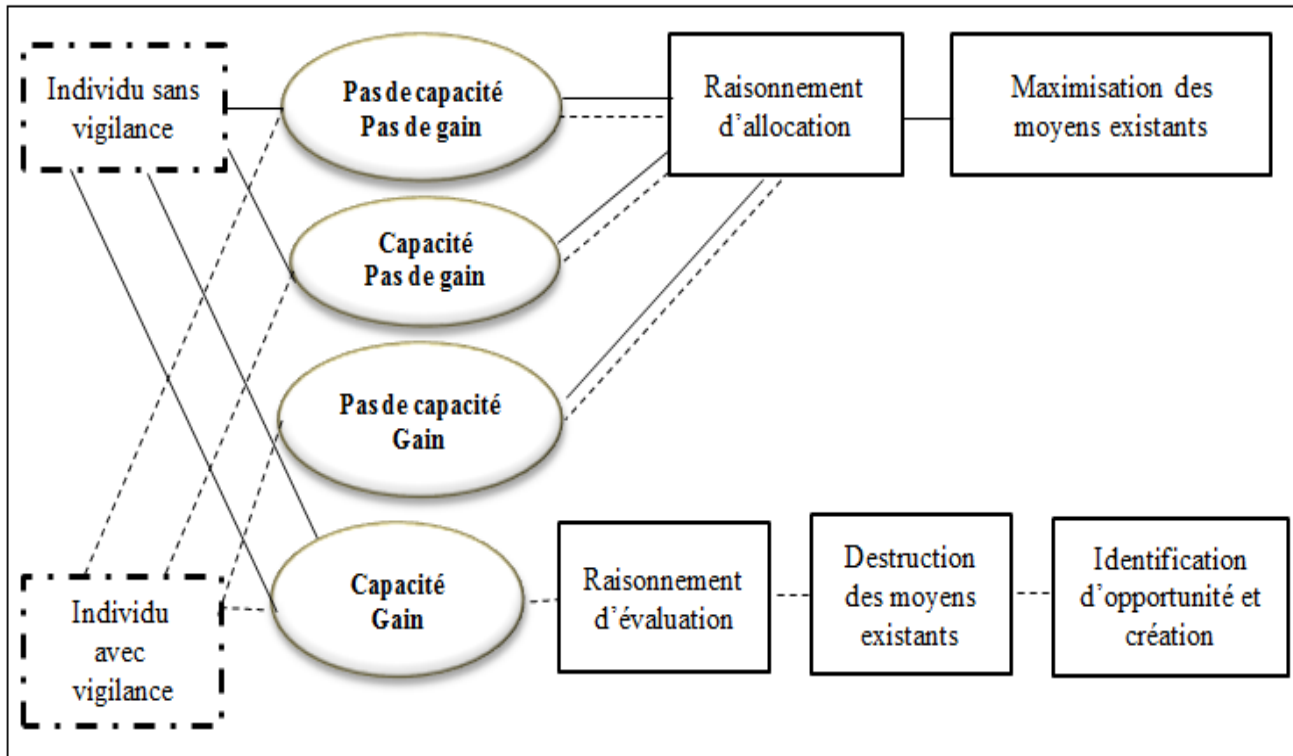 Individu sans
vigilance
Pas de capacité
Pas de gain
Raisonnement
d'allocation
Maximisation des
moyens existants
Capacité
Pas de gain
Pas de capacité
Gain
Individu
avec
vigilance
Capacité
Gain
Raisonnement
d'évaluation
Destruction
des moyens
existants
Identification
d'opportunité et
création